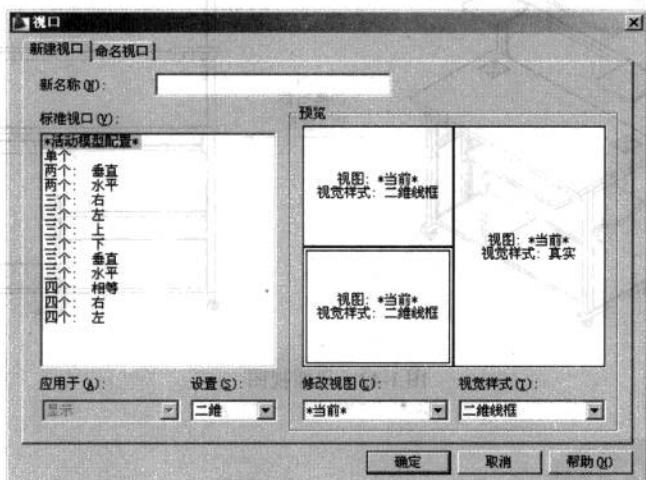 视口
新建视口 命名视口
新名称(N):
标准视口(V):
*活动模型配置*
单个
两个: 垂直
两个: 水平
三个: 右
三个: 左
三个: 上
三个: 下
三个: 垂直
三个: 水平
四个: 相等
四个: 右
四个: 左
应用于(A):
显示
设置(S):
二维
预览
视图: *当前*
视觉样式: 二维线框
视图: *当前*
视觉样式: 二维线框
视图: *当前*
视觉样式: 真实
修改视图(C):
*当前*
视觉样式(T):
二维线框
确定 取消 帮助(H)